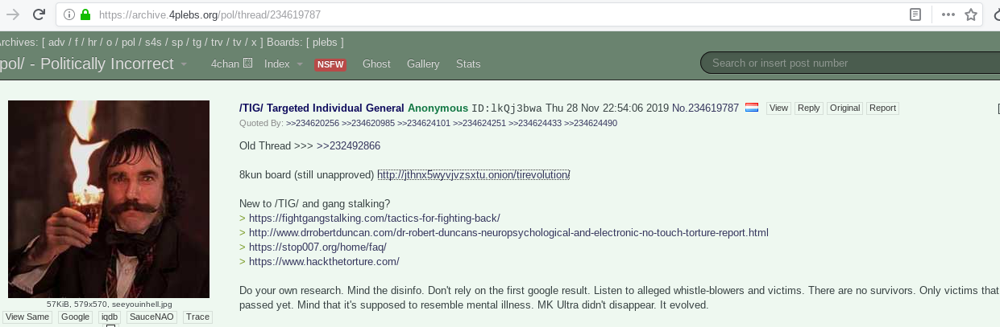 https://archive.4plebs.org/pol/thread/234619787
rchives: [ adv / f / hr / o / pol / s4s / sp / tg / trv / tv / x ] Boards: [ plebs ]
pol/ - Politically Incorrect 4chan Index NSFW Ghost Gallery Stats Search or insert post number
/TIG/ Targeted Individual General Anonymous ID:lkQj3bwa Thu 28 Nov 22:54:06 2019 No.234619787 View Reply Original Report
Quoted By: >>234620256 >>234620985 >>234624101 >>234624251 >>234624433 >>234624490
Old Thread >>> >>232492866
8kun board (still unapproved) http://jthnx5wyvjvzsxtu.onion/tirevolution/
New to /TIG/ and gang stalking?
> https://fightgangstalking.com/tactics-for-fighting-back/
> http://www.drrobertduncan.com/dr-robert-duncans-neuropsychological-and-electronic-no-touch-torture-report.html
> https://stop007.org/home/faq/
> https://www.hackthetorture.com/
Do your own research. Mind the disinfo. Don't rely on the first google result. Listen to alleged whistle-blowers and victims. There are no survivors. Only victims that
passed yet. Mind that it's supposed to resemble mental illness. MK Ultra didn't disappear. It evolved.
57KiB, 579x570, seeyouinhell.jpg
View Same Google iqdb SauceNAO Trace